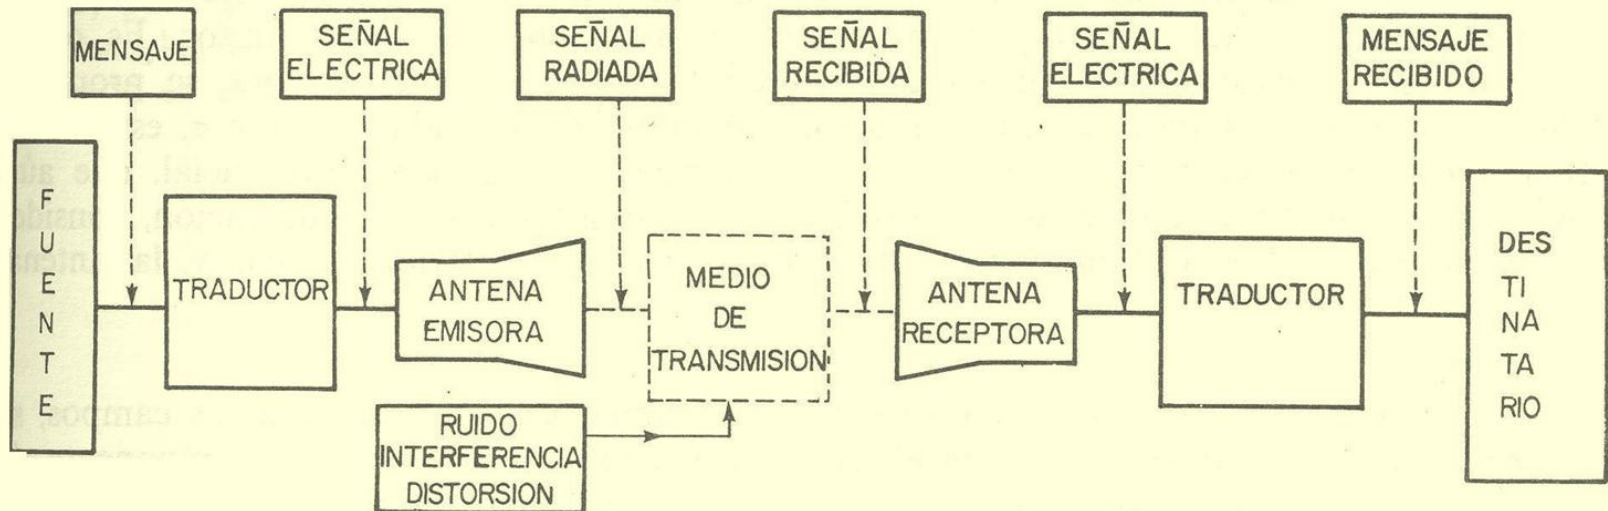 MENSAJE
SEÑAL
ELECTRICA
SEÑAL
RADIADA
SEÑAL
RECIBIDA
SEÑAL
ELECTRICA
MENSAJE
RECIBIDO
FUENTE
TRADUCTOR
ANTENA
EMISORA
MEDIO
DE
TRANSMISION
ANTENA
RECEPTORA
TRADUCTOR
DES
TI
NA
TA
RIO
RUIDO
INTERFERENCIA
DISTORSION